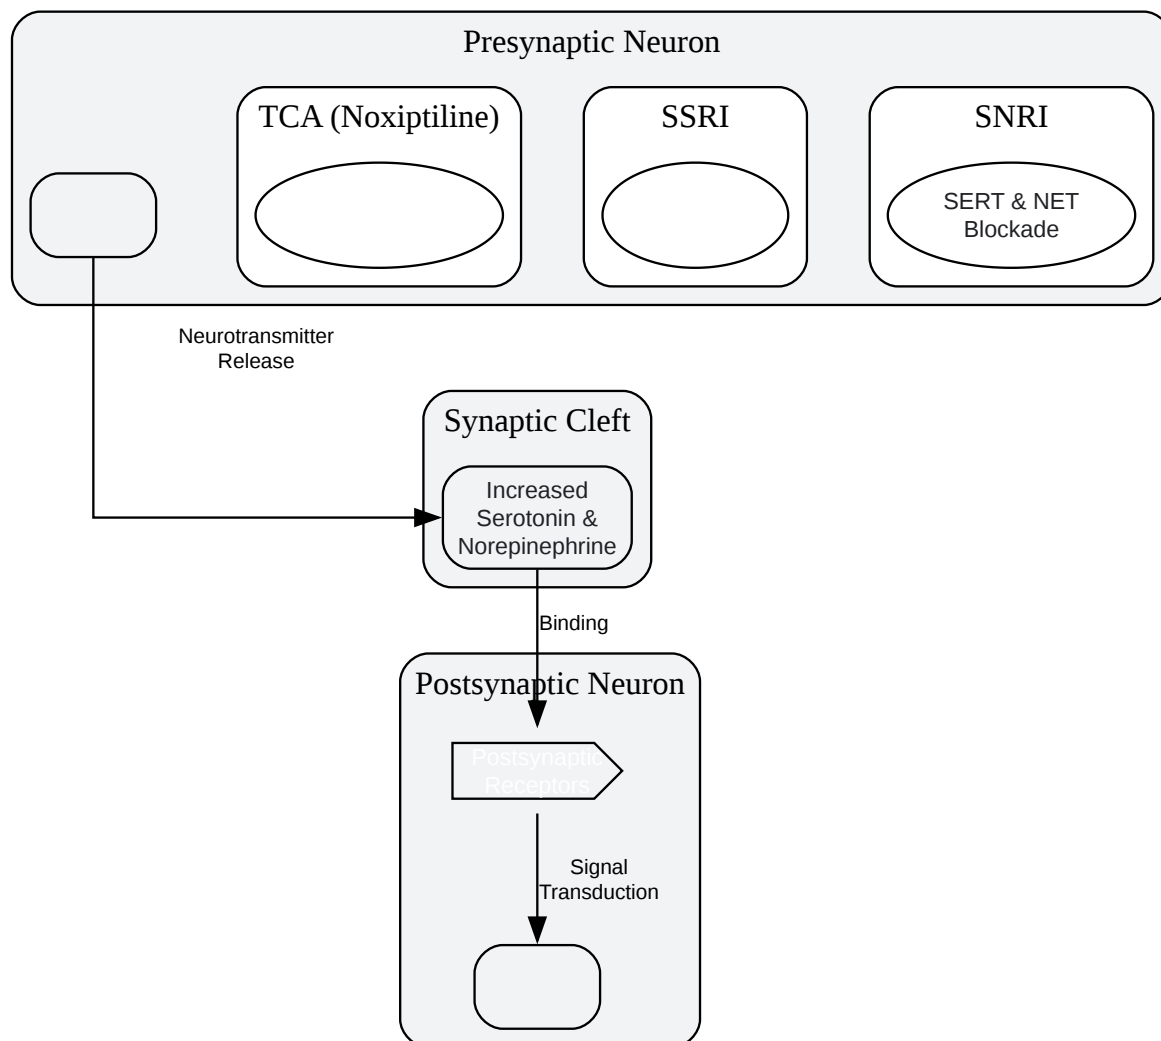 Presynaptic Neuron
TCA (Noxiptiline)
SSRI
SNRI
SERT & NET
Blockade
Neurotransmitter
Release
Synaptic Cleft
Increased
Serotonin &
Norepinephrine
Binding
Postsynaptic Neuron
Postsynaptic
Receptors
Signal
Transduction